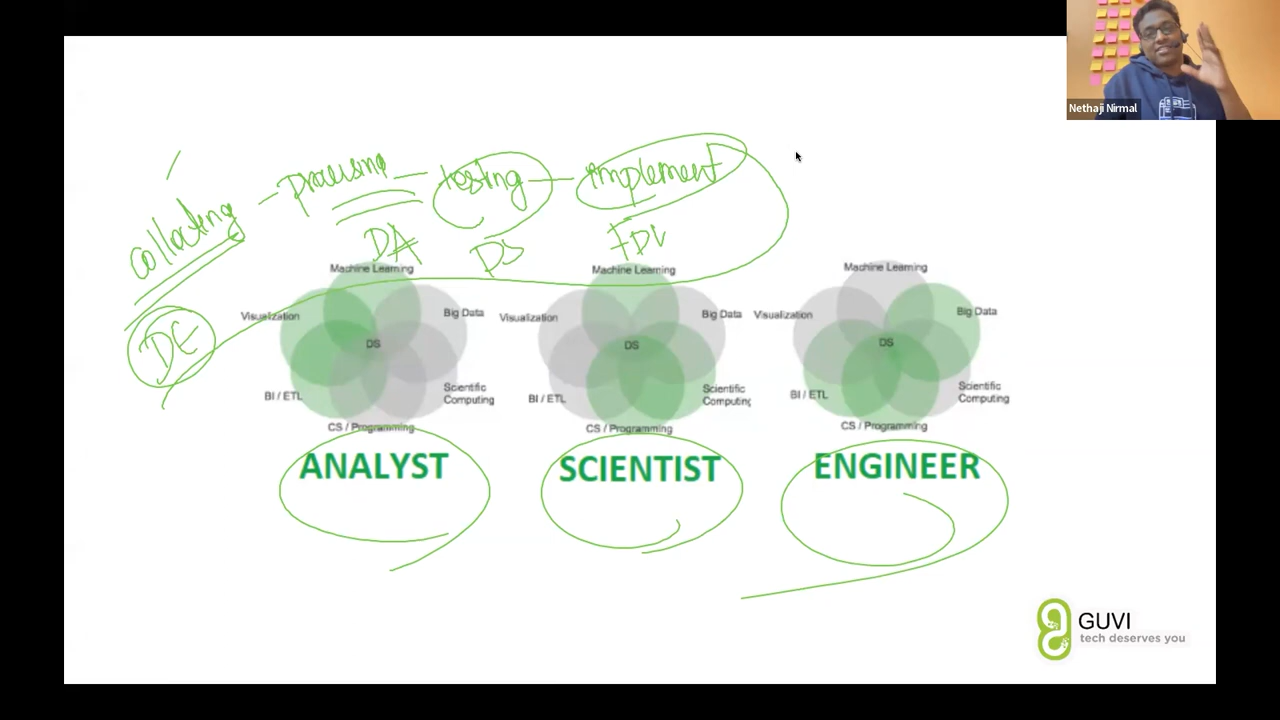 Nethaji Nirmal
collecting - processing - testing - implement
DA
DS
DE
Machine Learning
Visualization
Big Data
DS
BI / ETL
Scientific
Computing
CS / Programming
ANALYST
Machine Learning
Visualization
Big Data
DS
BI / ETL
Scientific
Computing
CS / Programming
SCIENTIST
Machine Learning
Visualization
Big Data
DS
BI / ETL
Scientific
Computing
CS / Programming
ENGINEER
GUVI
tech deserves you